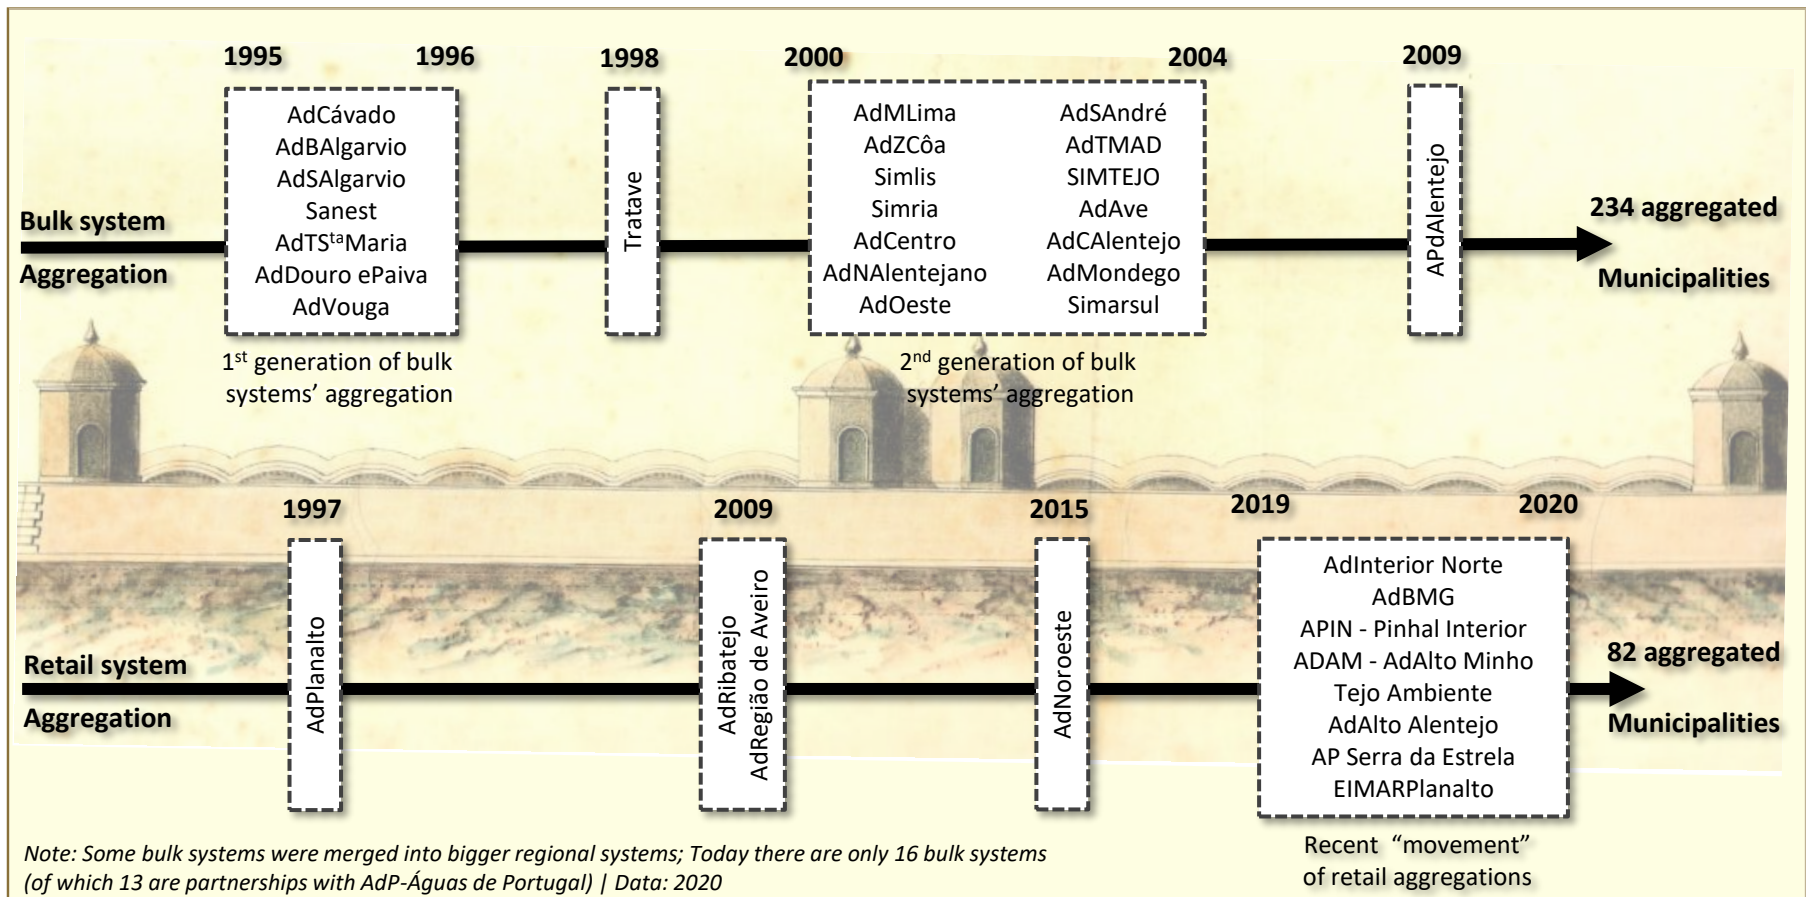 1995
1996
1998
2000
2004
2009
AdCávado
AdBAlgarvio
AdSAlgarvio
Sanest
AdTSᵗᵃMaria
AdDouro ePaiva
AdVouga
Tratave
AdMLima
AdZCôa
Simlis
Simria
AdCentro
AdNAlentejano
AdOeste
AdSAndré
AdTMAD
SIMTEJO
AdAve
AdCAlentejo
AdMondego
Simarsul
APdAlentejo
Bulk system
Aggregation
234 aggregated
Municipalities
1ˢᵗ generation of bulk
systems’ aggregation
2ⁿᵈ generation of bulk
systems’ aggregation
1997
2009
2015
2019
2020
AdPlanalto
AdRibatejo
AdRegião de Aveiro
AdNoroeste
AdInterior Norte
AdBMG
APIN - Pinhal Interior
ADAM - AdAlto Minho
Tejo Ambiente
AdAlto Alentejo
AP Serra da Estrela
EIMARPlanalto
Retail system
Aggregation
82 aggregated
Municipalities
Recent “movement”
of retail aggregations
Note: Some bulk systems were merged into bigger regional systems; Today there are only 16 bulk systems
(of which 13 are partnerships with AdP-Águas de Portugal) | Data: 2020